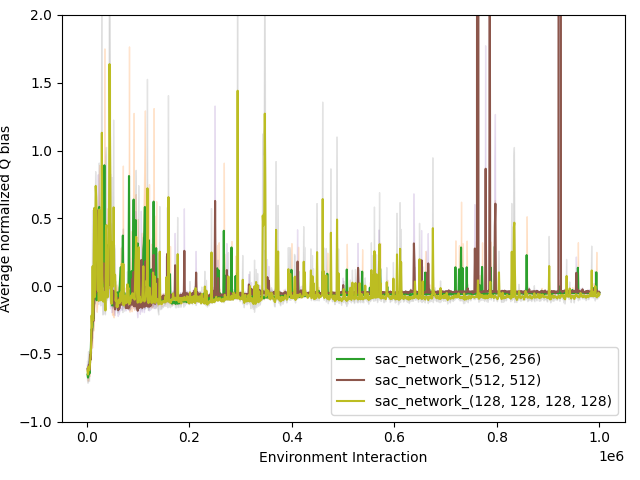 Average normalized Q bias
2.0
1.5
1.0
0.5
0.0
−0.5
−1.0
sac_network_(256, 256)
sac_network_(512, 512)
sac_network_(128, 128, 128, 128)
0.0 0.2 0.4 0.6 0.8 1.0
1e6
Environment Interaction